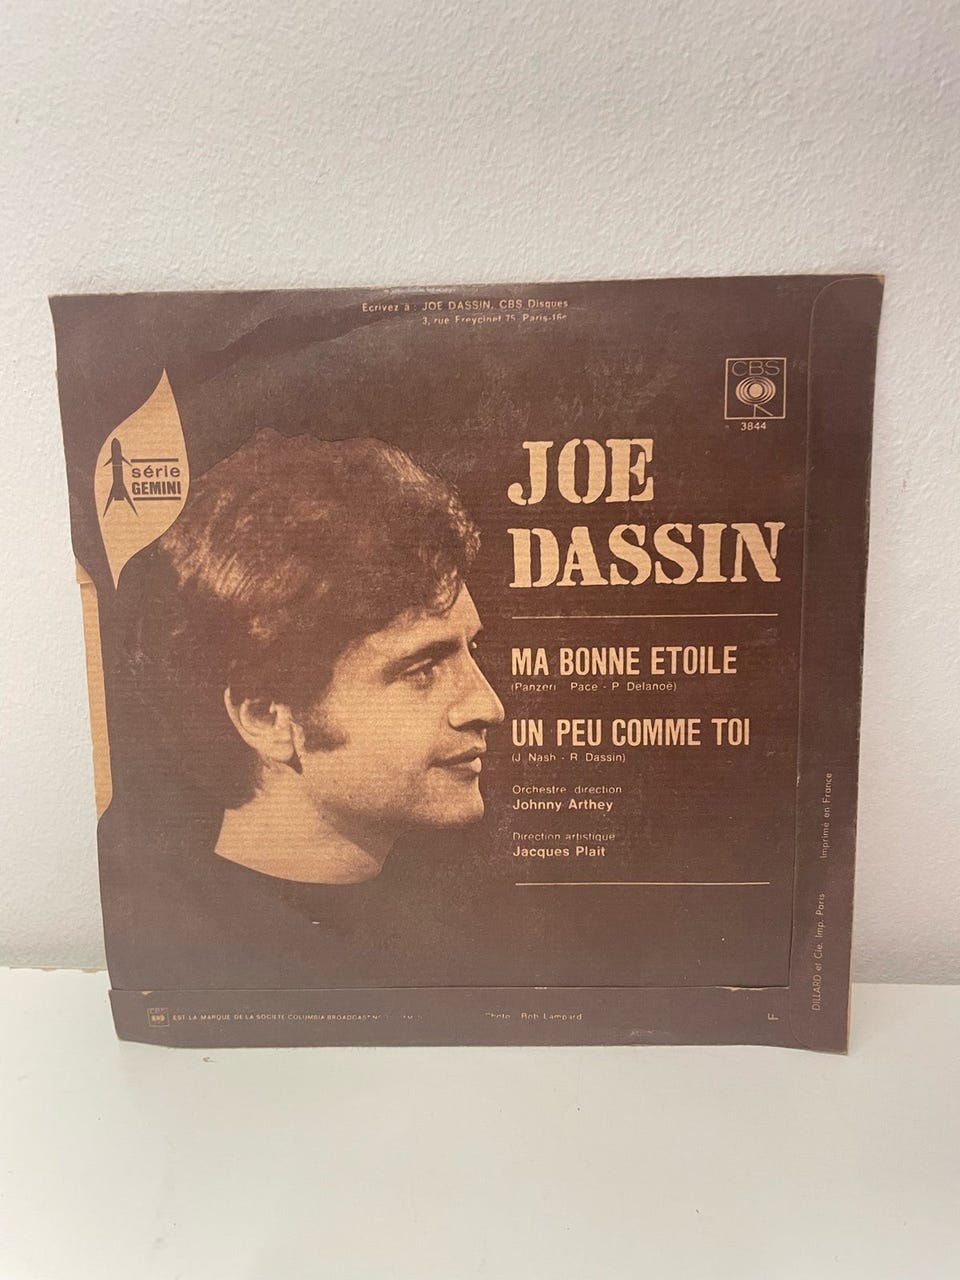 Ecrivez à : JOE DASSIN, CBS Disques
3, rue Freycinet 75 Paris-16e
CBS
3844
série
GEMINI
JOE
DASSIN
MA BONNE ETOILE
(Panzeri Pace - P Delanoë)
UN PEU COMME TOI
(J Nash - R Dassin)
Orchestre direction
Johnny Arthey
Direction artistique
Jacques Plait
Imprimé en France
DILLARD et Cie. Imp. Paris
CBS EST LA MARQUE DE LA SOCIETE COLUMBIA
Photo Bob Lampard
F